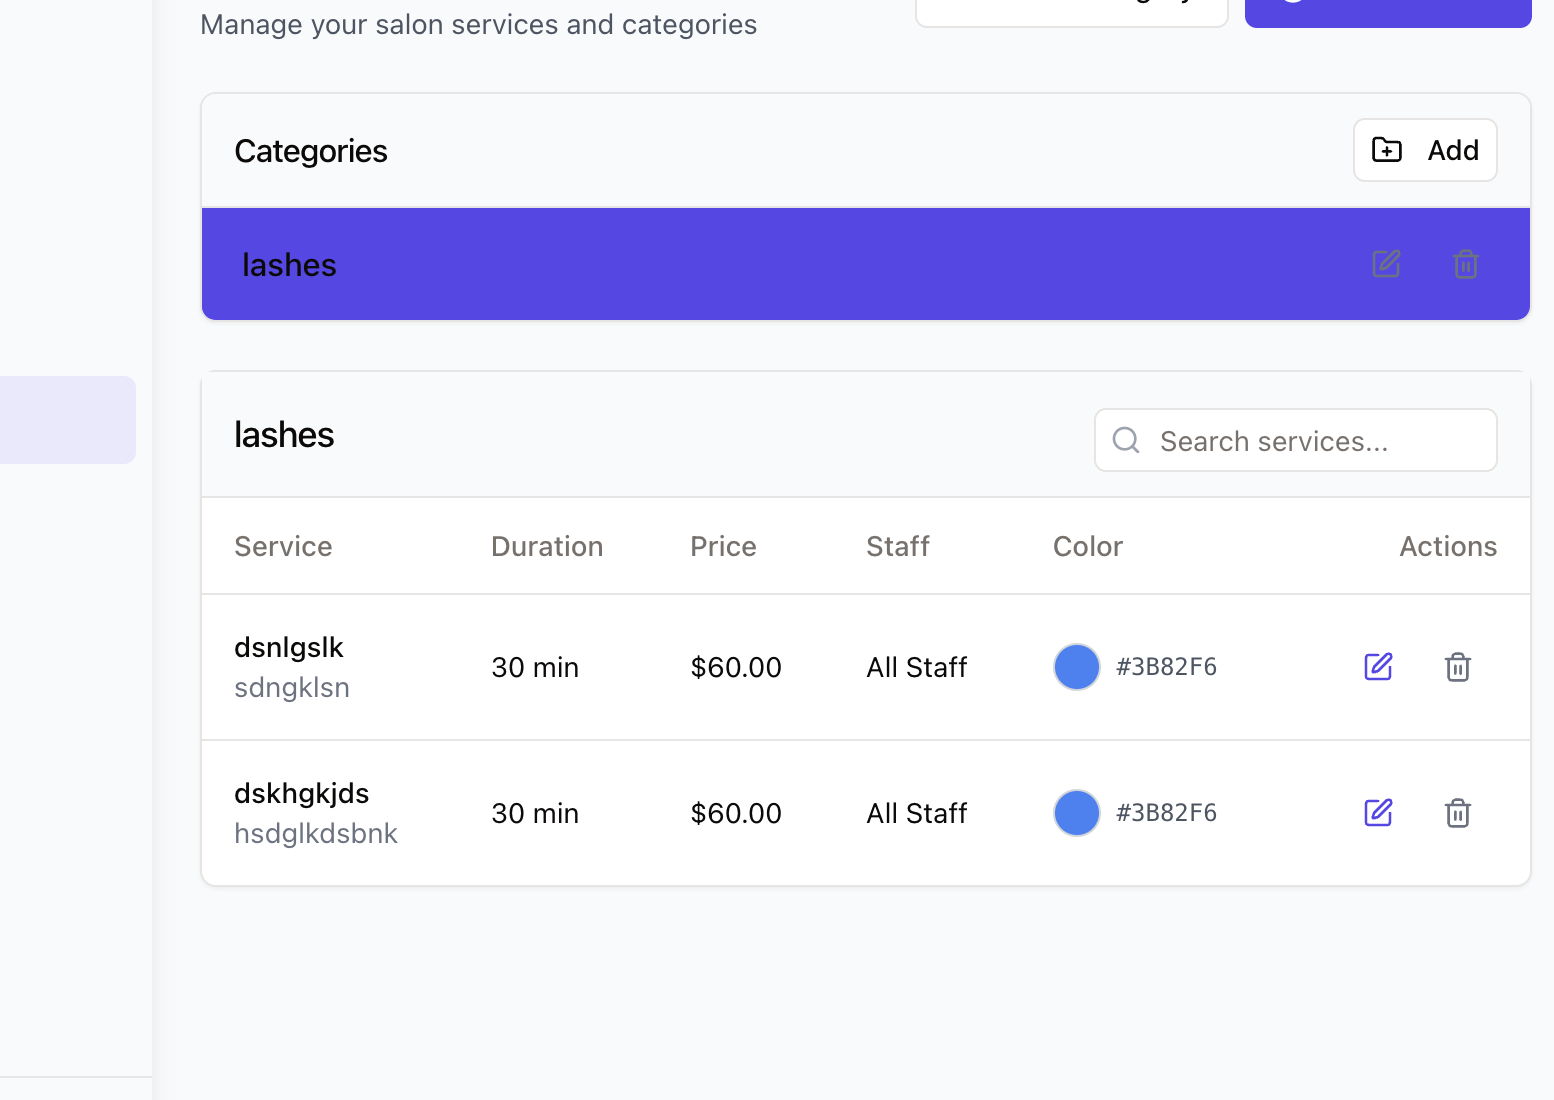 Manage your salon services and categories
Categories
Add
lashes
lashes
Search services...
Service Duration Price Staff Color Actions
dsnlgslk
sdngklsn
30 min $60.00 All Staff #3B82F6
dskhgkjds
hsdglkdsbnk
30 min $60.00 All Staff #3B82F6